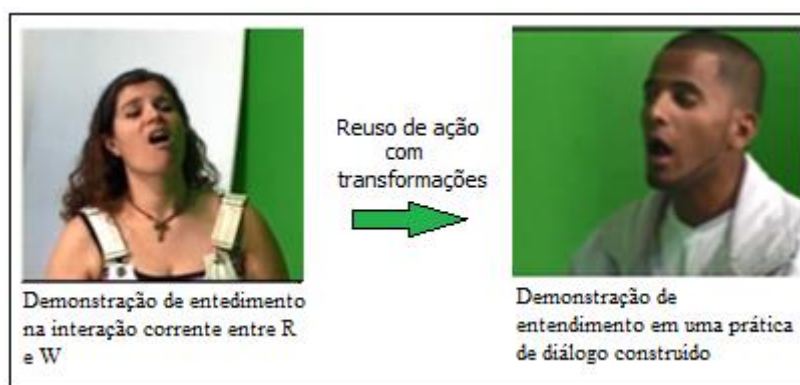 Reuso de ação
com
transformações
Demonstração de entedimento
na interação corrente entre R
e W
Demonstração de
entendimento em uma prática
de diálogo construído